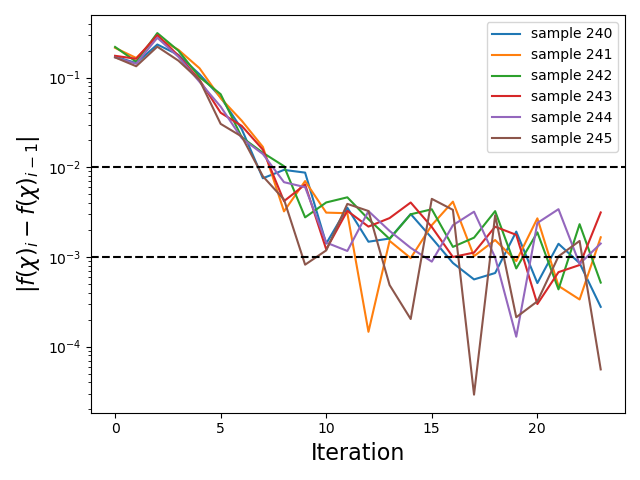 sample 240
sample 241
sample 242
sample 243
sample 244
sample 245
|f(χ)ᵢ − f(χ)ᵢ₋₁|
10⁻¹
10⁻²
10⁻³
10⁻⁴
0 5 10 15 20
Iteration